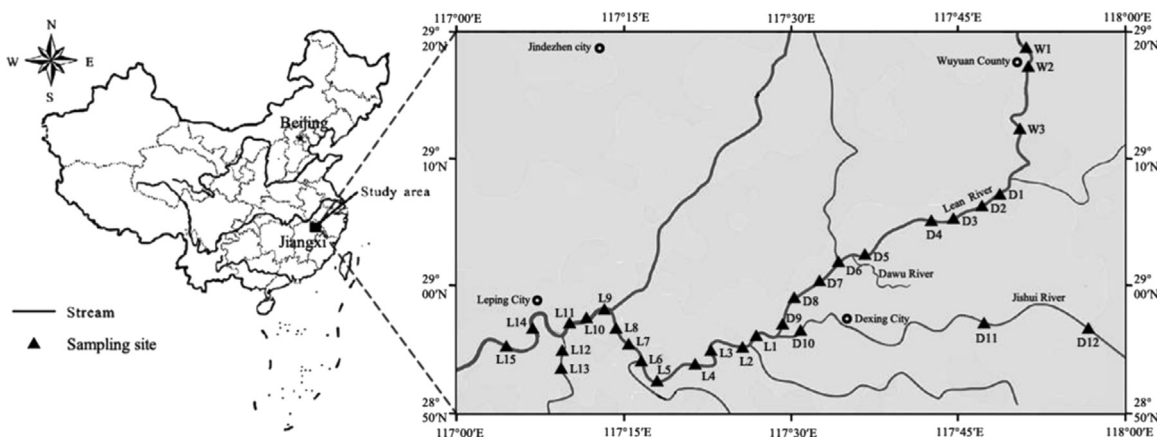 N
W E
S
Beijing
Study area
Jiangxi
Stream
Sampling site
117°00'E 117°15'E 117°30'E 117°45'E 118°00'E
29°
20'N
29°
10'N
29°
00'N
28°
50'N
29°
20'N
29°
10'N
29°
00'N
28°
50'N
117°00'E 117°15'E 117°30'E 117°45'E 118°00'E
Jindezhen city
Wuyuan County
W1
W2
W3
Lean River
D1
D2
D3
D4
D5
D6
Dawu River
D7
D8
D9
Dexing City
Jishui River
D10
D11
D12
Leping City
L1
L2
L3
L4
L5
L6
L7
L8
L9
L10
L11
L12
L13
L14
L15